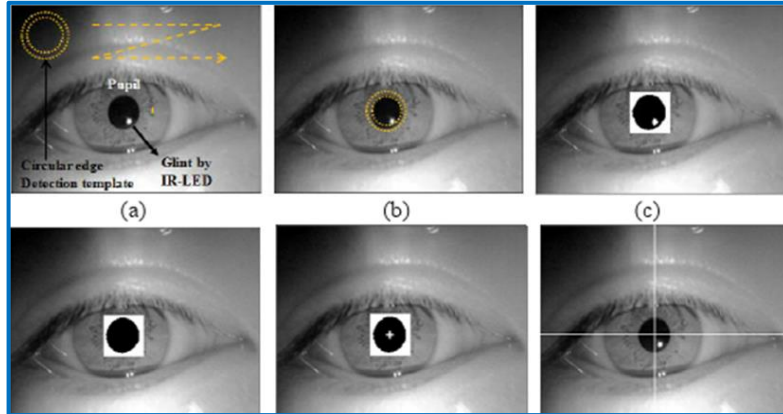 Pupil
Circular edge
Detection template
Glint by
IR-LED
(a)
(b)
(c)